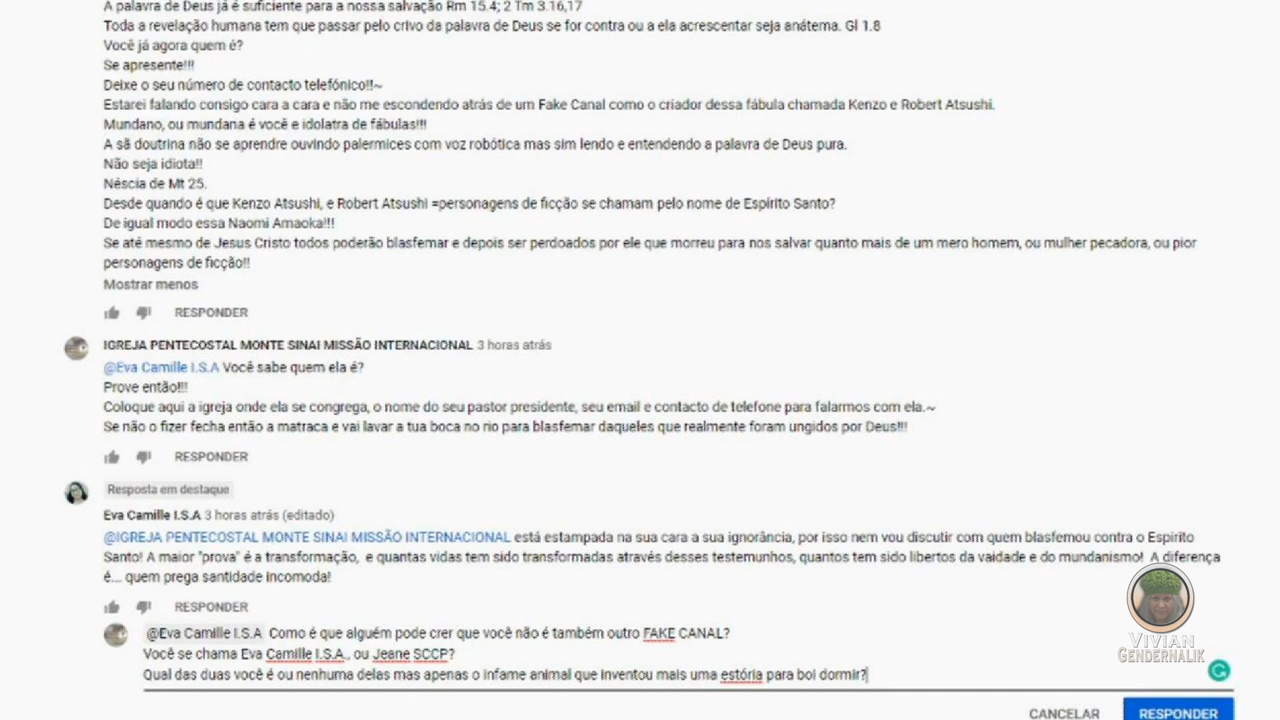 A palavra de Deus já é suficiente para a nossa salvação Rm 15.4; 2 Tm 3.16,17
Toda a revelação humana tem que passar pelo crivo da palavra de Deus se for contra ou a ela acrescentar seja anátema. Gl 1.8
Você já agora quem é?
Se apresente!!!
Deixe o seu número de contacto telefónico!!~
Estarei falando consigo cara a cara e não me escondendo atrás de um Fake Canal como o criador dessa fábula chamada Kenzo e Robert Atsushi.
Mundano, ou mundana é você e idolatra de fábulas!!!
A sã doutrina não se aprendre ouvindo palermices com voz robótica mas sim lendo e entendendo a palavra de Deus pura.
Não seja idiota!!
Néscia de Mt 25.
Desde quando é que Kenzo Atsushi, e Robert Atsushi =personagens de ficção se chamam pelo nome de Espírito Santo?
De igual modo essa Naomi Amaoka!!!
Se até mesmo de Jesus Cristo todos poderão blasfemar e depois ser perdoados por ele que morreu para nos salvar quanto mais de um mero homem, ou mulher pecadora, ou pior
personagens de ficção!!
Mostrar menos
RESPONDER
IGREJA PENTECOSTAL MONTE SINAI MISSÃO INTERNACIONAL 3 horas atrás
@Eva Camille I.S.A Você sabe quem ela é?
Prove então!!!
Coloque aqui a igreja onde ela se congrega, o nome do seu pastor presidente, seu email e contacto de telefone para falarmos com ela.~
Se não o fizer fecha então a matraca e vai lavar a tua boca no rio para blasfemar daqueles que realmente foram ungidos por Deus!!!
RESPONDER
Resposta em destaque
Eva Camille I.S.A 3 horas atrás (editado)
@IGREJA PENTECOSTAL MONTE SINAI MISSÃO INTERNACIONAL está estampada na sua cara a sua ignorância, por isso nem vou discutir com quem blasfemou contra o Espirito
Santo! A maior "prova" é a transformação, e quantas vidas tem sido transformadas através desses testemunhos, quantos tem sido libertos da vaidade e do mundanismo! A diferença
é... quem prega santidade incomoda!
RESPONDER
@Eva Camille I.S.A Como é que alguém pode crer que você não é também outro FAKE CANAL?
Você se chama Eva Camille I.S.A., ou Jeane SCCP?
Qual das duas você é ou nenhuma delas mas apenas o infame animal que inventou mais uma estória para boi dormir?
VIVIAN
GENDERNALIK
CANCELAR RESPONDER